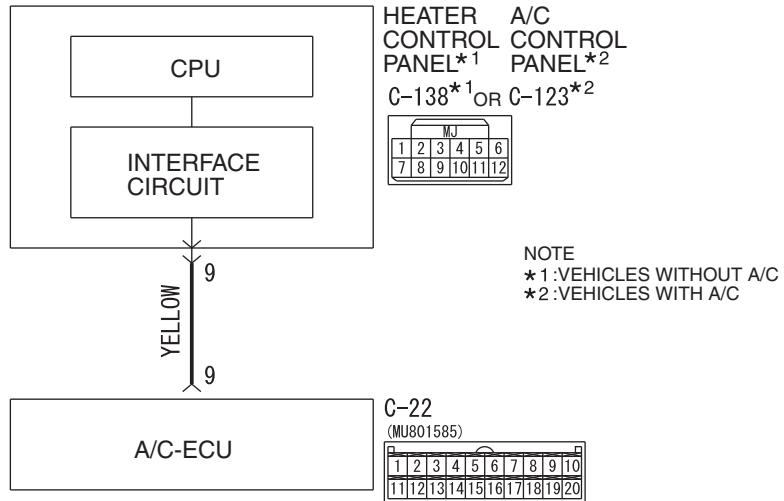 HEATER A/C
CONTROL CONTROL
PANEL*1 PANEL*2
C-138*1 OR C-123*2
CPU
MJ
1 2 3 4 5 6
7 8 9 10 11 12
INTERFACE
CIRCUIT
NOTE
*1:VEHICLES WITHOUT A/C
*2:VEHICLES WITH A/C
9
YELLOW
9
C-22
(MU801585)
A/C-ECU
1 2 3 4 5 6 7 8 9 10
11 12 13 14 15 16 17 18 19 20